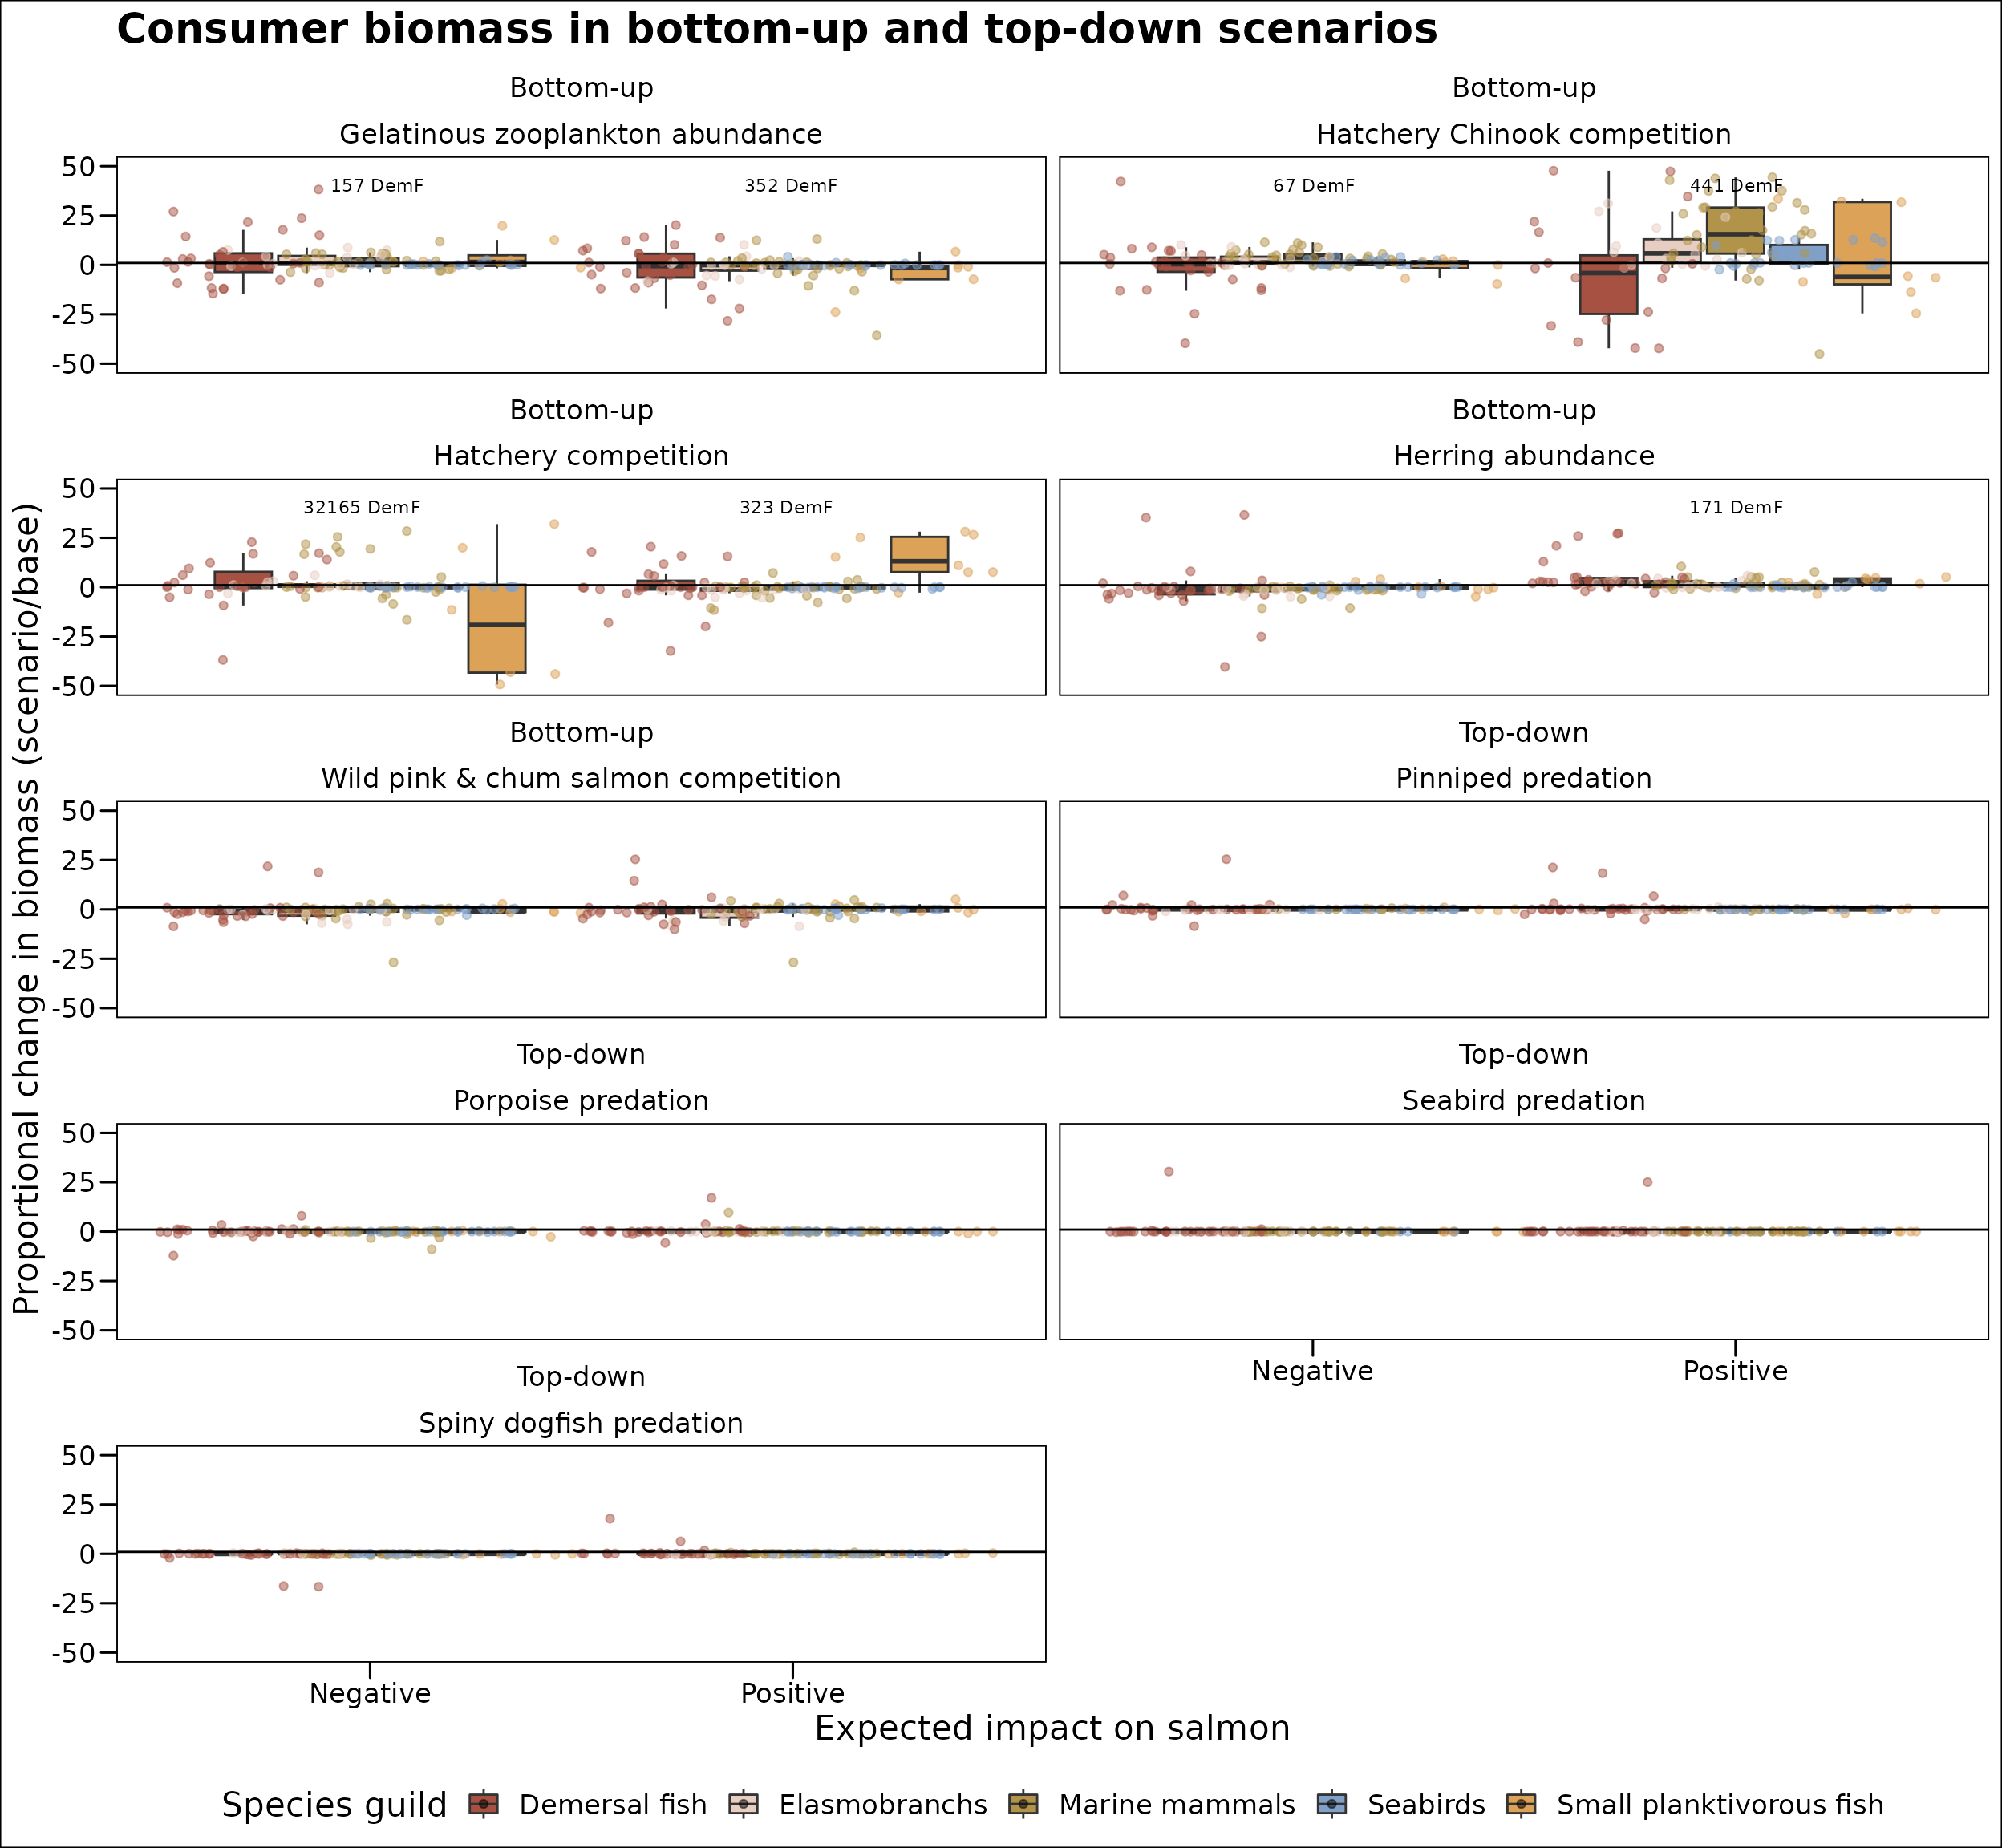 Consumer biomass in bottom-up and top-down scenarios
Bottom-up
Gelatinous zooplankton abundance
Bottom-up
Hatchery Chinook competition
50
25
0
-25
-50
157 DemF
352 DemF
67 DemF
441 DemF
Bottom-up
Hatchery competition
Bottom-up
Herring abundance
50
25
0
-25
-50
32165 DemF
323 DemF
171 DemF
Bottom-up
Wild pink & chum salmon competition
Top-down
Pinniped predation
50
25
0
-25
-50
Top-down
Porpoise predation
Top-down
Seabird predation
50
25
0
-25
-50
Negative
Positive
Top-down
Spiny dogfish predation
50
25
0
-25
-50
Negative
Positive
Proportional change in biomass (scenario/base)
Expected impact on salmon
Species guild
Demersal fish
Elasmobranchs
Marine mammals
Seabirds
Small planktivorous fish